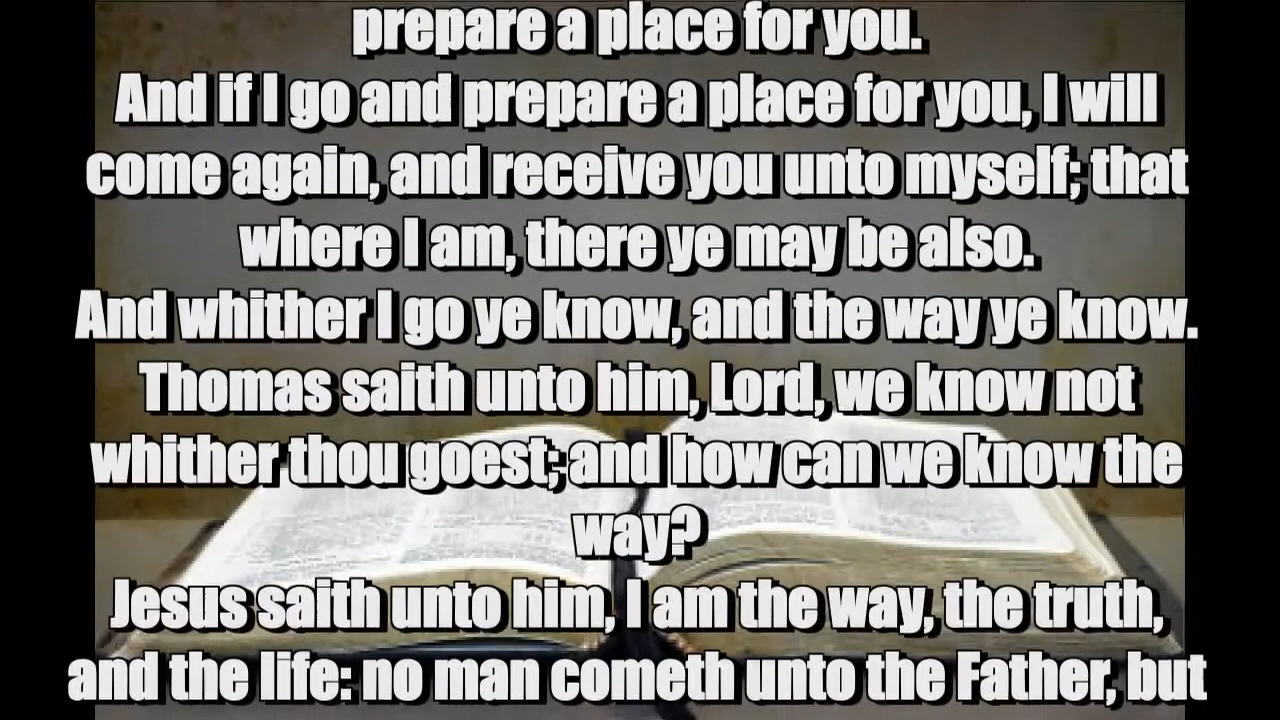 prepare a place for you.
And if I go and prepare a place for you, I will
come again, and receive you unto myself; that
where I am, there ye may be also.
And whither I go ye know, and the way ye know.
Thomas saith unto him, Lord, we know not
whither thou goest; and how can we know the
way?
Jesus saith unto him, I am the way, the truth,
and the life: no man cometh unto the Father, but